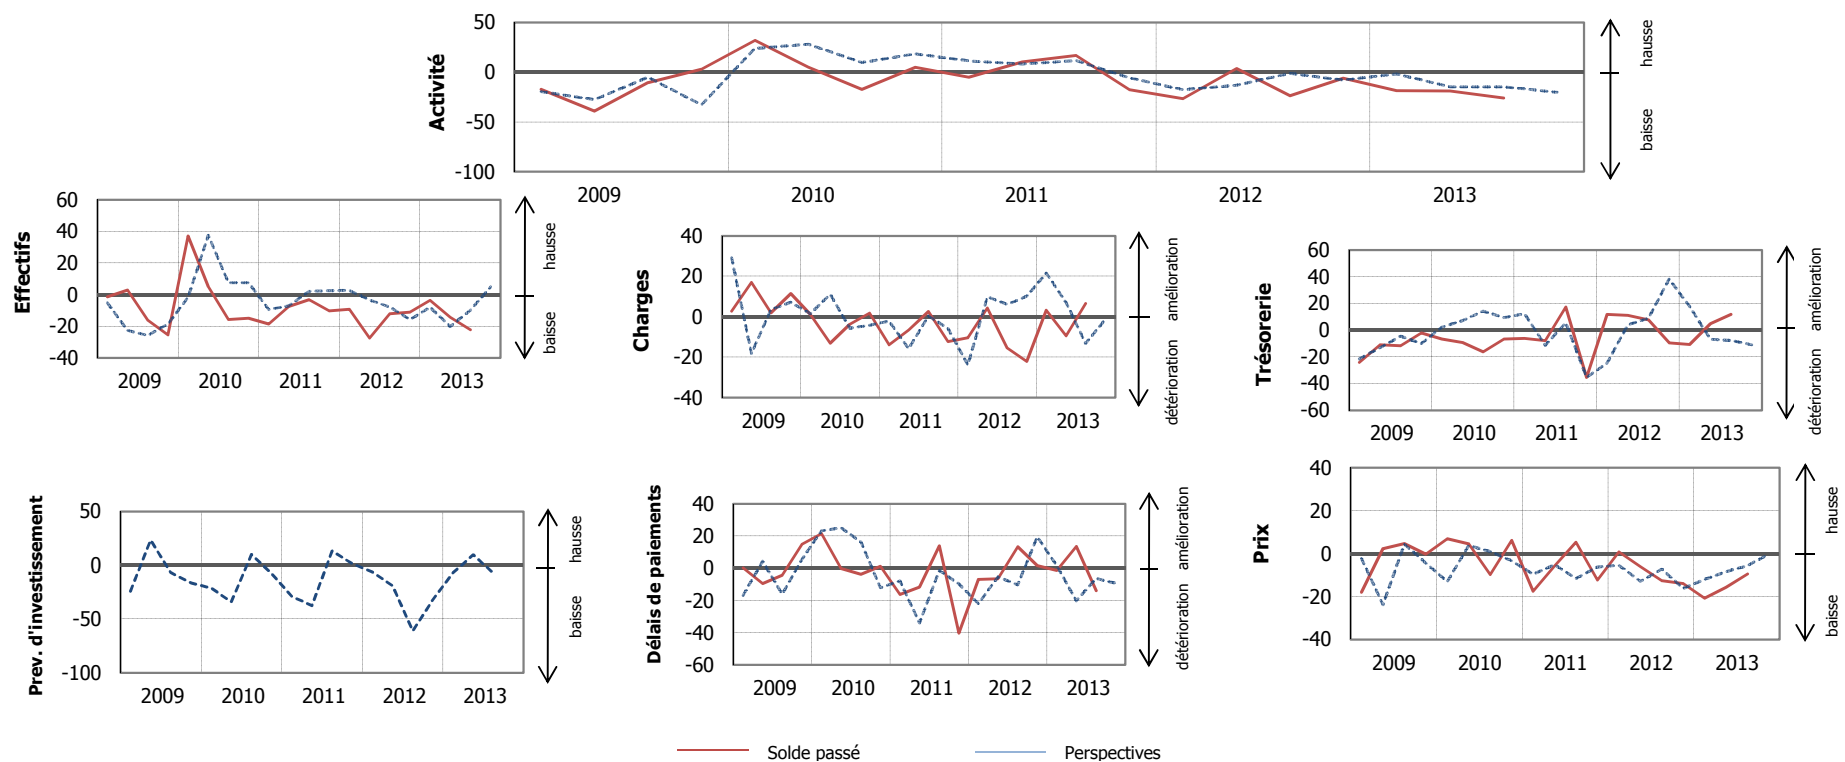 Activité
50
0
-50
-100
2009 2010 2011 2012 2013
hausse
baisse
Effectifs
60
40
20
0
-20
-40
2009 2010 2011 2012 2013
hausse
baisse
Charges
40
20
0
-20
-40
2009 2010 2011 2012 2013
amélioration
détérioration
Trésorerie
60
40
20
0
-20
-40
-60
2009 2010 2011 2012 2013
amélioration
détérioration
Prev. d'investissement
50
0
-50
-100
2009 2010 2011 2012 2013
hausse
baisse
Délais de paiements
40
20
0
-20
-40
-60
2009 2010 2011 2012 2013
amélioration
détérioration
Prix
40
20
0
-20
-40
2009 2010 2011 2012 2013
hausse
baisse
Solde passé Perspectives